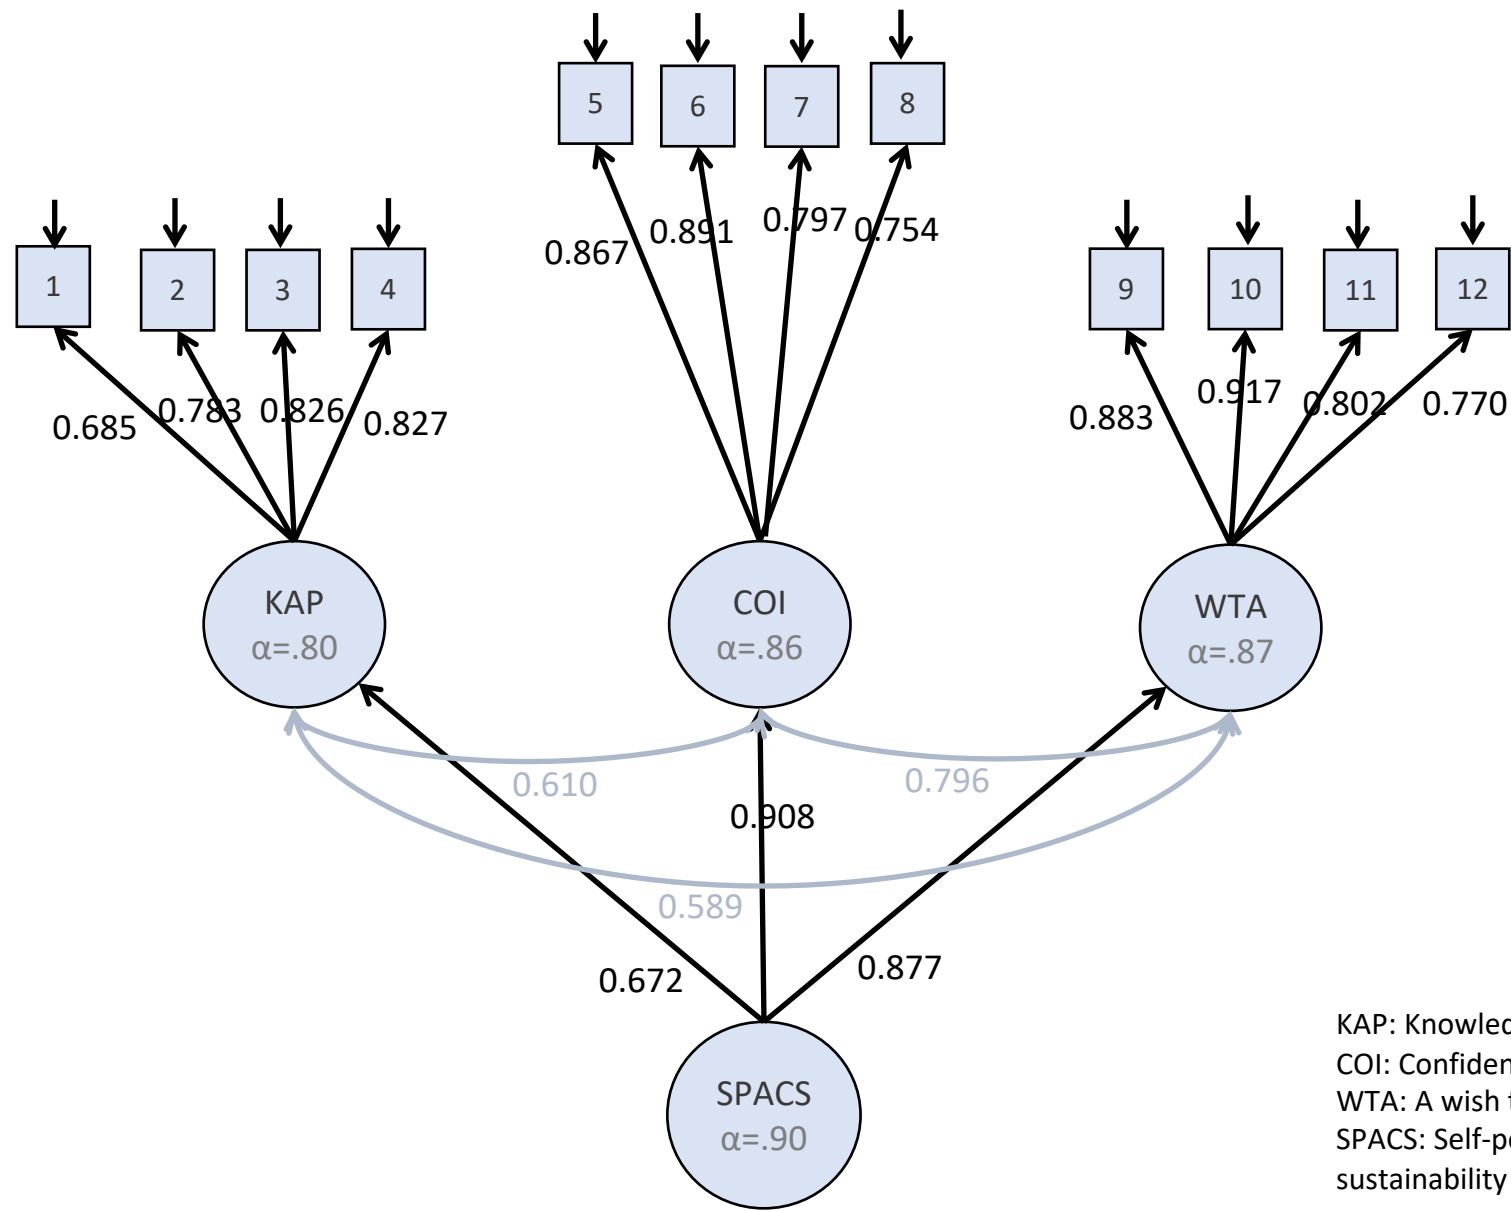 5 6 7 8
0.867 0.891 0.797 0.754
1 2 3 4
9 10 11 12
0.685 0.783 0.826 0.827
0.883 0.917 0.802 0.770
KAP
α=.80
COI
α=.86
WTA
α=.87
0.610
0.796
0.908
0.589
0.672
0.877
SPACS
α=.90
KAP:
COI:
WTA: A wish
SPACS:
sustainability